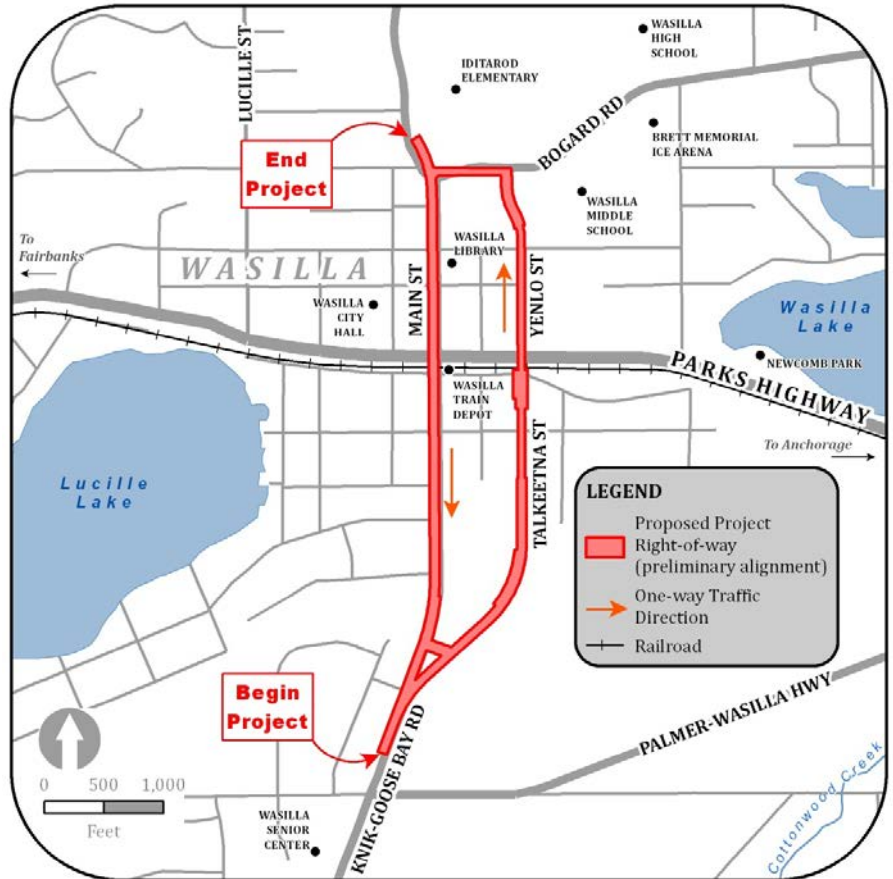 LUCILLE ST
WASILLA
HIGH
SCHOOL
IDITAROD
ELEMENTARY
BOGARD RD
BRETT MEMORIAL
ICE ARENA
End
Project
WASILLA
MIDDLE
SCHOOL
To
Fairbanks
WASILLA
WASILLA
LIBRARY
MAIN ST
YENLO ST
WASILLA
CITY
HALL
Wasilla
Lake
NEWCOMB PARK
PARKS HIGHWAY
WASILLA
TRAIN
DEPOT
To Anchorage
Lucille
Lake
TALKEETNA ST
LEGEND
Proposed Project
Right-of-way
(preliminary alignment)
One-way Traffic
Direction
Railroad
Begin
Project
KNIK-GOOSE BAY RD
PALMER-WASILLA HWY
0 500 1,000
Feet
WASILLA
SENIOR
CENTER
Cottonwood Creek